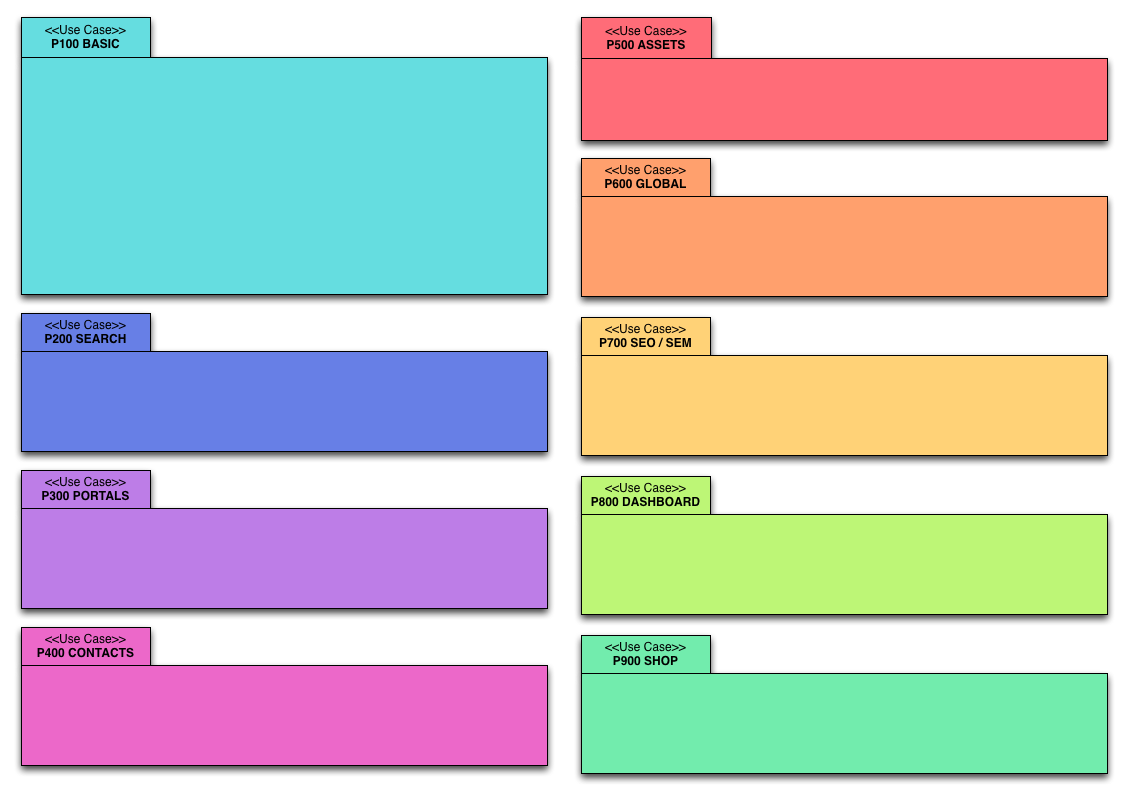 <<Use Case>>
P100 BASIC
<<Use Case>>
P200 SEARCH
<<Use Case>>
P300 PORTALS
<<Use Case>>
P400 CONTACTS
<<Use Case>>
P500 ASSETS
<<Use Case>>
P600 GLOBAL
<<Use Case>>
P700 SEO / SEM
<<Use Case>>
P800 DASHBOARD
<<Use Case>>
P900 SHOP